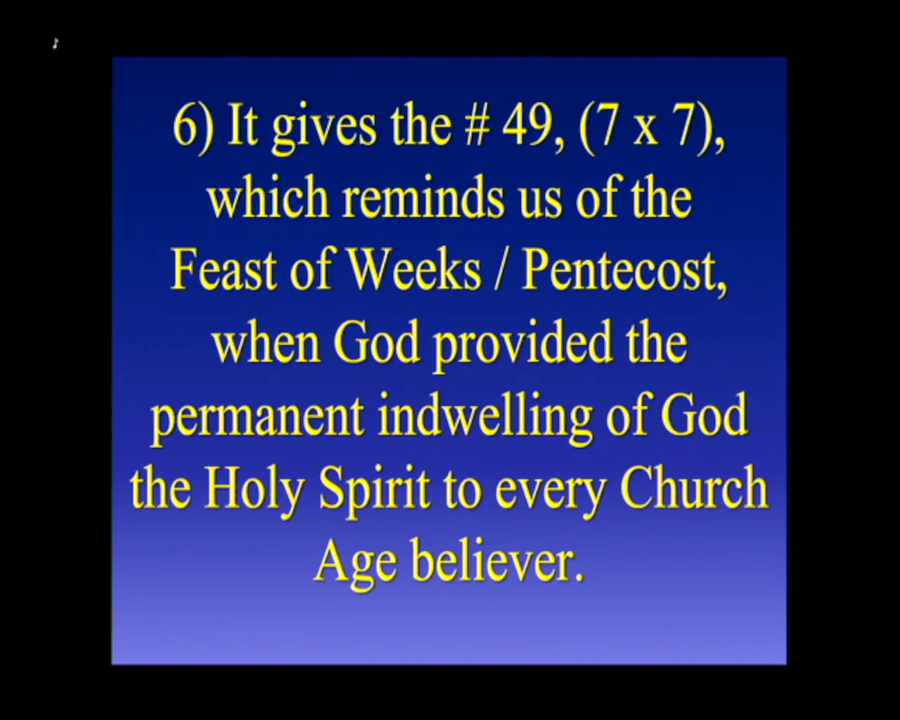 6) It gives the # 49, (7 x 7),
which reminds us of the
Feast of Weeks / Pentecost,
when God provided the
permanent indwelling of God
the Holy Spirit to every Church
Age believer.